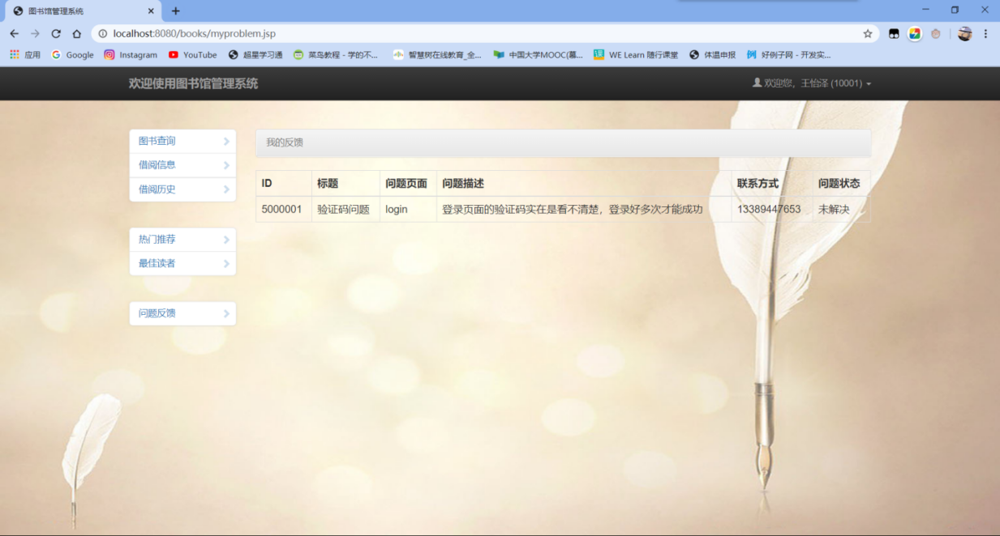 图书馆管理系统
localhost:8080/books/myproblem.jsp
应用 Google Instagram YouTube 超星学习通 菜鸟教程 - 学的不... 智慧树在线教育_全... 中国大学MOOC(慕... WE Learn 随行课堂 体温申报 好例子网 - 开发实...
欢迎使用图书馆管理系统 欢迎您，王怡泽 (10001)
图书查询
借阅信息
借阅历史
热门推荐
最佳读者
问题反馈
我的反馈
ID 标题 问题页面 问题描述 联系方式 问题状态
5000001 验证码问题 login 登录页面的验证码实在是看不清楚，登录好多次才能成功 13389447653 未解决